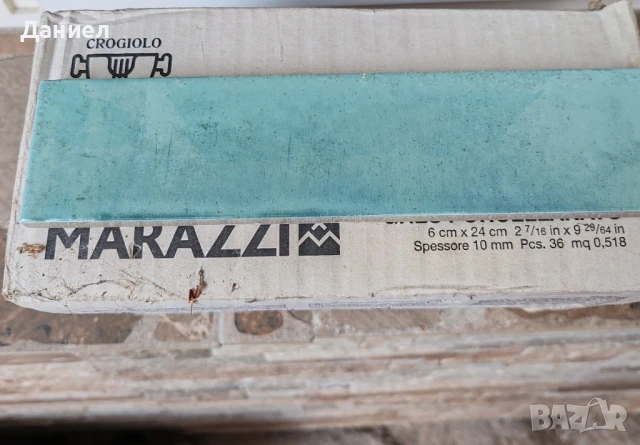 Даниел
CROGIOLO
MARAZZI
6 cm x 24 cm 2 7/16 in x 9 29/64 in
Spessore 10 mm Pcs. 36 mq 0,518
BAZAR